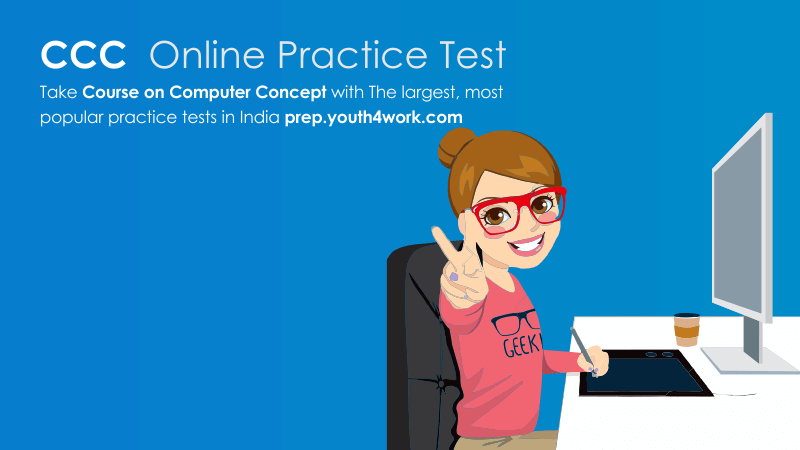 CCC Online Practice Test
Take Course on Computer Concept with The largest, most
popular practice tests in India prep.youth4work.com
GEEK